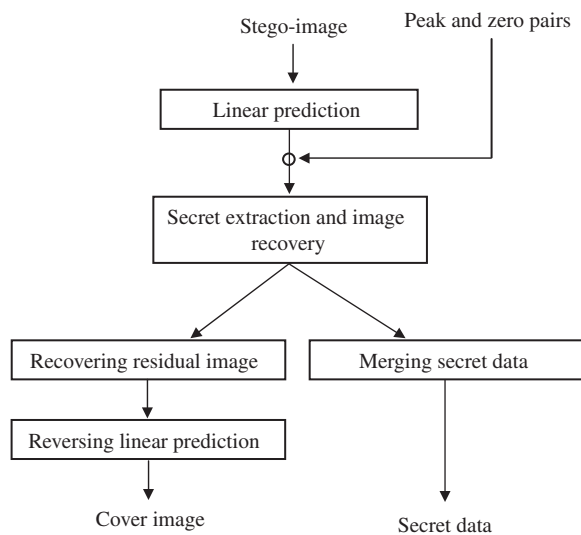 Stego-image
Peak and zero pairs
Linear prediction
Secret extraction and image
recovery
Recovering residual image
Merging secret data
Reversing linear prediction
Cover image
Secret data